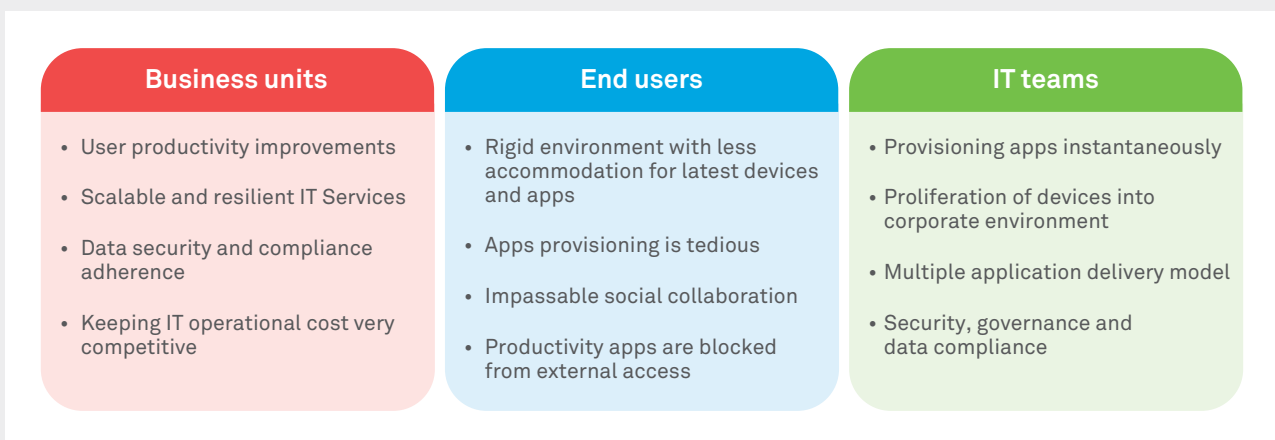 Business units
• User productivity improvements
• Scalable and resilient IT Services
• Data security and compliance
adherence
• Keeping IT operational cost very
competitive
End users
• Rigid environment with less
accommodation for latest devices
and apps
• Apps provisioning is tedious
• Impassable social collaboration
• Productivity apps are blocked
from external access
IT teams
• Provisioning apps instantaneously
• Proliferation of devices into
corporate environment
• Multiple application delivery model
• Security, governance and
data compliance